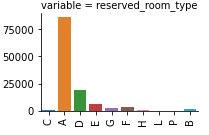 variable = reserved_room_type
75000
50000
25000
0
C A D E G F H L P B